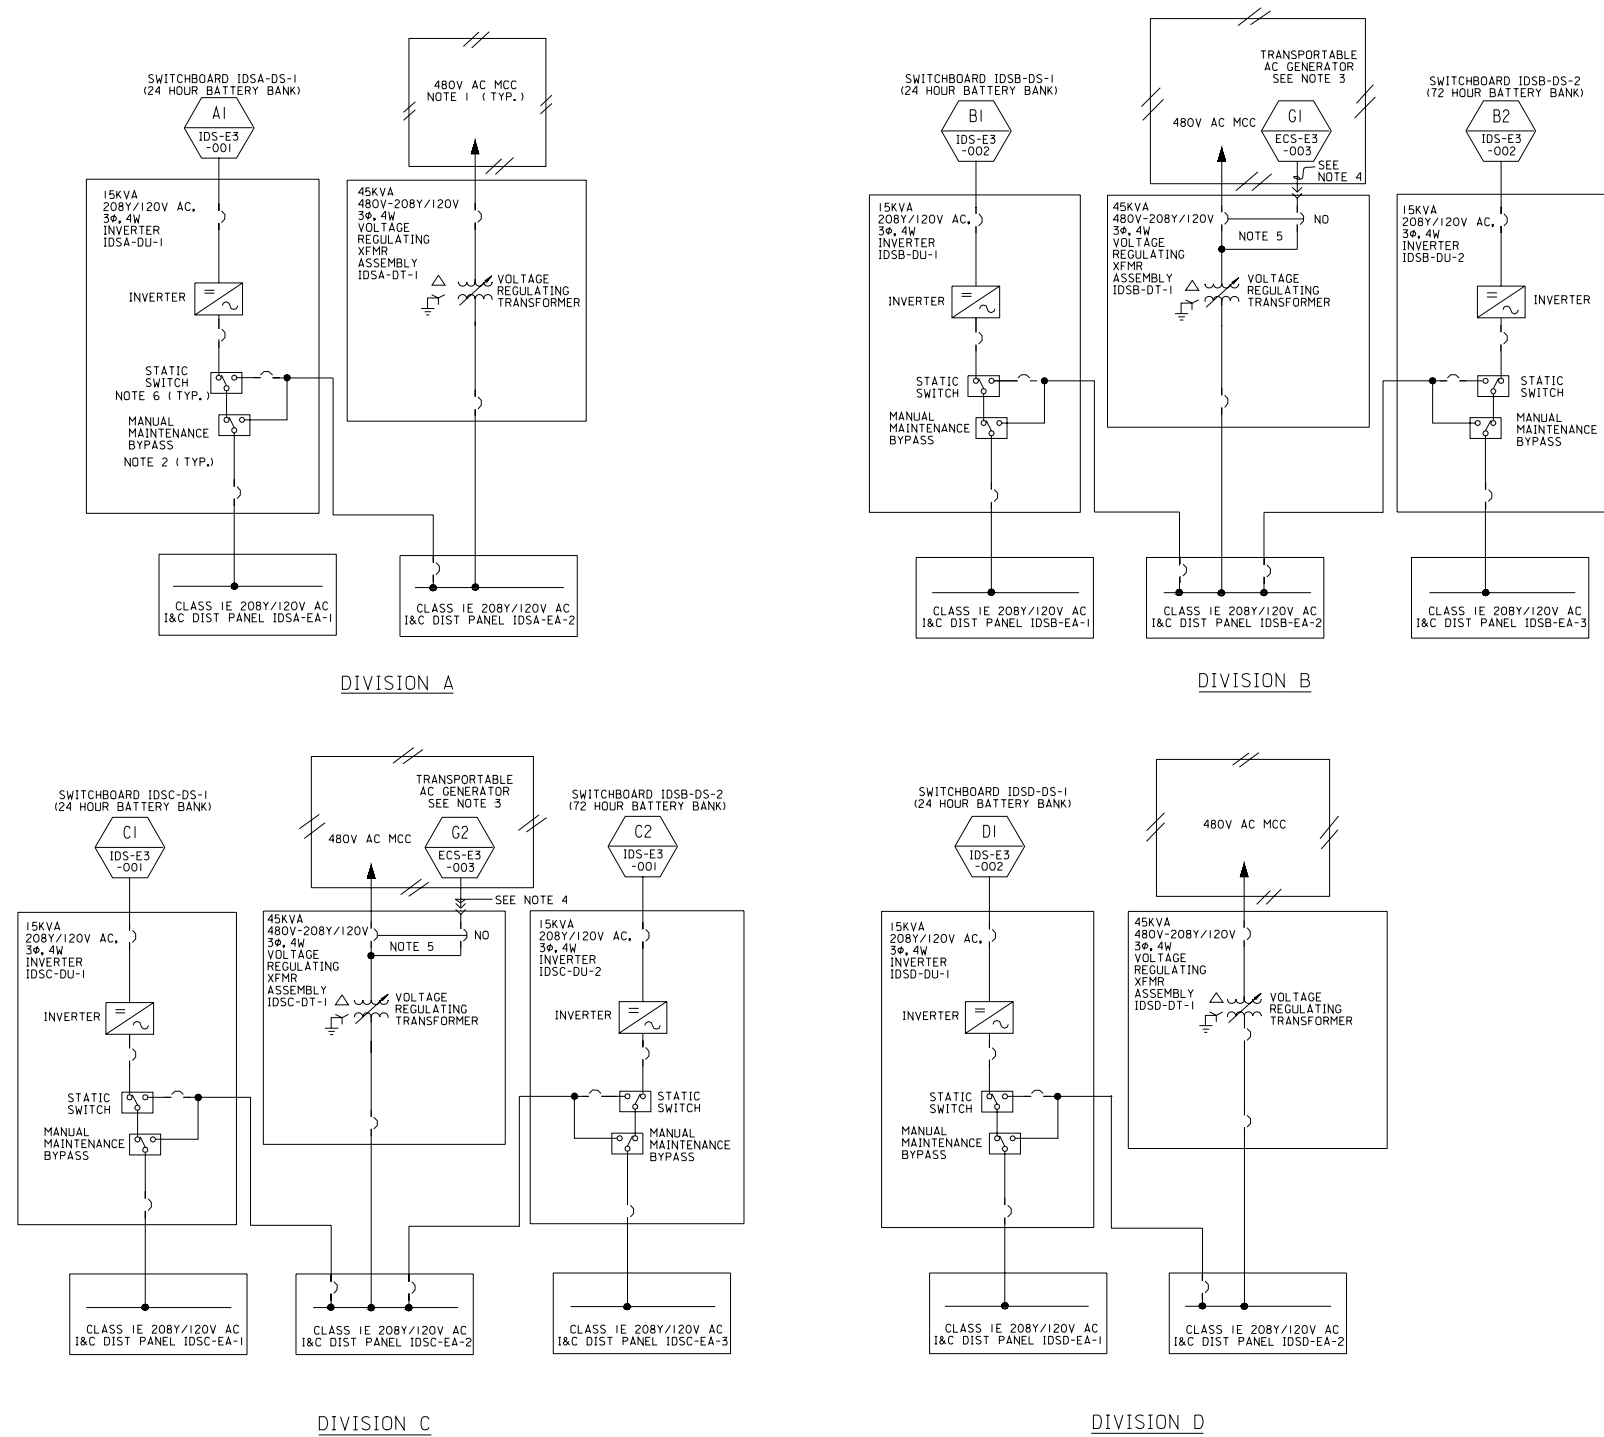 SWITCHBOARD IDSA-DS-1
(24 HOUR BATTERY BANK)
A1
IDS-E3
-001
480V AC MCC
NOTE 1 (TYP.)
15KVA
208Y/120V AC,
3Φ, 4W
INVERTER
IDSA-DU-1
INVERTER
STATIC
SWITCH
NOTE 6 (TYP.)
MANUAL
MAINTENANCE
BYPASS
NOTE 2 (TYP.)
45KVA
480V-208Y/120V
3Φ, 4W
VOLTAGE
REGULATING
XFMR
ASSEMBLY
IDSA-DT-1
VOLTAGE
REGULATING
TRANSFORMER
CLASS 1E 208Y/120V AC
I&C DIST PANEL IDSA-EA-1
CLASS 1E 208Y/120V AC
I&C DIST PANEL IDSA-EA-2
DIVISION A
SWITCHBOARD IDSB-DS-1
(24 HOUR BATTERY BANK)
B1
IDS-E3
-002
TRANSPORTABLE
AC GENERATOR
SEE NOTE 3
480V AC MCC
G1
ECS-E3
-003
SEE
NOTE 4
SWITCHBOARD IDSB-DS-2
(72 HOUR BATTERY BANK)
B2
IDS-E3
-002
15KVA
208Y/120V AC,
3Φ, 4W
INVERTER
IDSB-DU-1
INVERTER
STATIC
SWITCH
MANUAL
MAINTENANCE
BYPASS
45KVA
480V-208Y/120V
3Φ, 4W
VOLTAGE
REGULATING
XFMR
ASSEMBLY
IDSB-DT-1
NO
NOTE 5
VOLTAGE
REGULATING
TRANSFORMER
15KVA
208Y/120V AC,
3Φ, 4W
INVERTER
IDSB-DU-2
INVERTER
STATIC
SWITCH
MANUAL
MAINTENANCE
BYPASS
CLASS 1E 208Y/120V AC
I&C DIST PANEL IDSB-EA-1
CLASS 1E 208Y/120V AC
I&C DIST PANEL IDSB-EA-2
CLASS 1E 208Y/120V AC
I&C DIST PANEL IDSB-EA-3
DIVISION B
SWITCHBOARD IDSC-DS-1
(24 HOUR BATTERY BANK)
C1
IDS-E3
-001
TRANSPORTABLE
AC GENERATOR
SEE NOTE 3
480V AC MCC
G2
ECS-E3
-003
SEE NOTE 4
SWITCHBOARD IDSB-DS-2
(72 HOUR BATTERY BANK)
C2
IDS-E3
-001
15KVA
208Y/120V AC,
3Φ, 4W
INVERTER
IDSC-DU-1
INVERTER
STATIC
SWITCH
MANUAL
MAINTENANCE
BYPASS
45KVA
480V-208Y/120V
3Φ, 4W
VOLTAGE
REGULATING
XFMR
ASSEMBLY
IDSC-DT-1
NO
NOTE 5
VOLTAGE
REGULATING
TRANSFORMER
15KVA
208Y/120V AC,
3Φ, 4W
INVERTER
IDSC-DU-2
INVERTER
STATIC
SWITCH
MANUAL
MAINTENANCE
BYPASS
CLASS 1E 208Y/120V AC
I&C DIST PANEL IDSC-EA-1
CLASS 1E 208Y/120V AC
I&C DIST PANEL IDSC-EA-2
CLASS 1E 208Y/120V AC
I&C DIST PANEL IDSC-EA-3
DIVISION C
SWITCHBOARD IDSD-DS-1
(24 HOUR BATTERY BANK)
D1
IDS-E3
-002
480V AC MCC
15KVA
208Y/120V AC,
3Φ, 4W
INVERTER
IDSD-DU-1
INVERTER
STATIC
SWITCH
MANUAL
MAINTENANCE
BYPASS
45KVA
480V-208Y/120V
3Φ, 4W
VOLTAGE
REGULATING
XFMR
ASSEMBLY
IDSD-DT-1
VOLTAGE
REGULATING
TRANSFORMER
CLASS 1E 208Y/120V AC
I&C DIST PANEL IDSD-EA-1
CLASS 1E 208Y/120V AC
I&C DIST PANEL IDSD-EA-2
DIVISION D